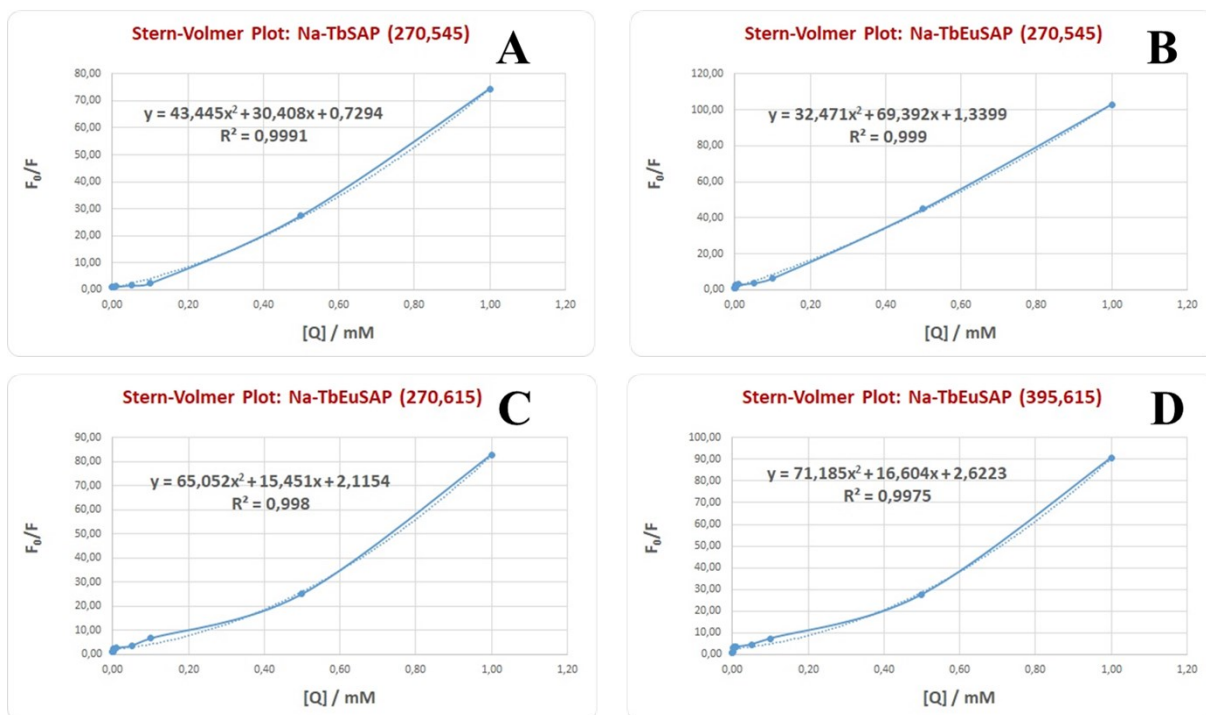 Stern-Volmer Plot: Na-TbSAP (270,545)
A
80,00
70,00
60,00
50,00
40,00
30,00
20,00
10,00
0,00
F₀/F
y = 43,445x² + 30,408x + 0,7294
R² = 0,9991
0,00 0,20 0,40 0,60 0,80 1,00 1,20
[Q] / mM
Stern-Volmer Plot: Na-TbEuSAP (270,545)
B
120,00
100,00
80,00
60,00
40,00
20,00
0,00
F₀/F
y = 32,471x² + 69,392x + 1,3399
R² = 0,999
0,00 0,20 0,40 0,60 0,80 1,00 1,20
[Q] / mM
Stern-Volmer Plot: Na-TbEuSAP (270,615)
C
90,00
80,00
70,00
60,00
50,00
40,00
30,00
20,00
10,00
0,00
F₀/F
y = 65,052x² + 15,451x + 2,1154
R² = 0,998
0,00 0,20 0,40 0,60 0,80 1,00 1,20
[Q] / mM
Stern-Volmer Plot: Na-TbEuSAP (395,615)
D
100,00
90,00
80,00
70,00
60,00
50,00
40,00
30,00
20,00
10,00
0,00
F₀/F
y = 71,185x² + 16,604x + 2,6223
R² = 0,9975
0,00 0,20 0,40 0,60 0,80 1,00 1,20
[Q] / mM